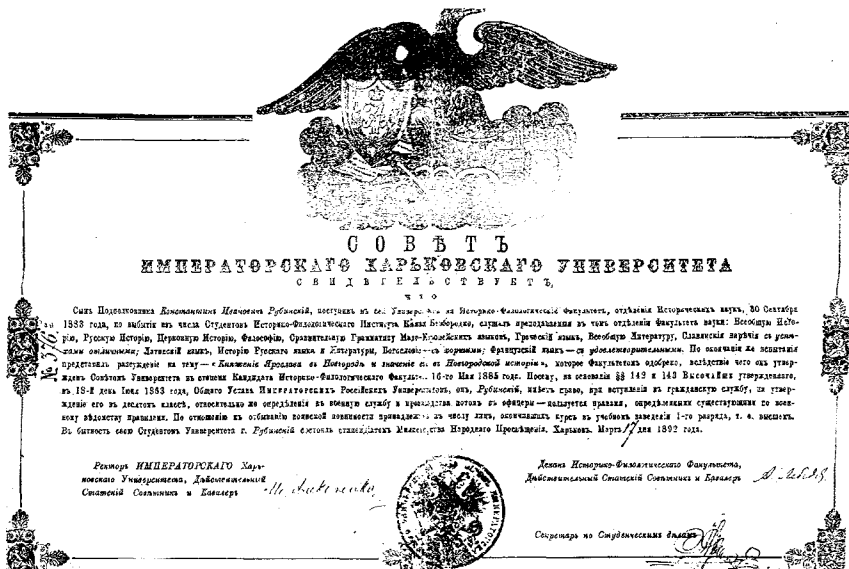 СОВѢТЪ
ИМПЕРАТОРСКАГО ХАРЬКОВСКАГО УНИВЕРСИТЕТА
СВИДѢТЕЛЬСТВУЕТЪ,
ЧТО
Сынъ Подполковника Константинъ Ивановичъ Рубинскій, поступивъ въ сей Университетъ на Историко-Филологическій Факультетъ, отдѣленія Историческихъ наукъ, 30 Сентября
1883 года, по выбытіи изъ числа Студентовъ Историко-Филологическаго Института Князя Безбородко, слушалъ преподаванія въ томъ отдѣленіи Факультета науки: Всеобщую Исто-
рію, Русскую Исторію, Церковную Исторію, Философію, Сравнительную Грамматику Индо-Европейскихъ языковъ, Греческій языкъ, Всеобщую Литературу, Славянскія нарѣчія съ успѣ-
хами отличными; Латинскій языкъ, Исторію Русскаго языка и Литературы, Богословіе—съ хорошими; Французскій языкъ—съ удовлетворительными. По окончаніи же испытанія
представилъ разсужденіе на тему—«Княженіе Ярослава въ Новгородѣ и значеніе его въ Новгородской исторіи», которое Факультетомъ одобрено, вслѣдствіе чего онъ утвер-
жденъ Совѣтомъ Университета въ степени Кандидата Историко-Филологическаго Факультета 16-го Мая 1885 года. Посему, на основаніи §§ 142 и 143 Высочайше утвержденнаго,
въ 18-й день Іюня 1863 года, Общаго Устава Императорскихъ Россійскихъ Университетовъ, онъ, Рубинскій, имѣетъ право, при вступленіи въ гражданскую службу, на утвер-
жденіе его въ десятомъ классѣ, относительно же опредѣленія въ военную службу и производства потомъ въ офицеры—пользуется правами, опредѣленными существующими по воен-
ному вѣдомству правилами. По отношенію къ отбыванію воинской повинности принадлежитъ къ числу лицъ, окончившихъ курсъ въ учебномъ заведеніи 1-го разряда, т. е. высшемъ.
Въ бытность свою Студентомъ Университета г. Рубинскій состоялъ стипендіатомъ Министерства Народнаго Просвѣщенія. Харьковъ. Марта 17 дня 1892 года.
№ 516.
Ректоръ ИМПЕРАТОРСКАГО Харь-
ковскаго Университета, Дѣйствительный
Статскій Совѣтникъ и Кавалеръ
Деканъ Историко-Филологическаго Факультета,
Дѣйствительный Статскій Совѣтникъ и Кавалеръ А. Лебед.
Секретарь по Студенческимъ дѣламъ